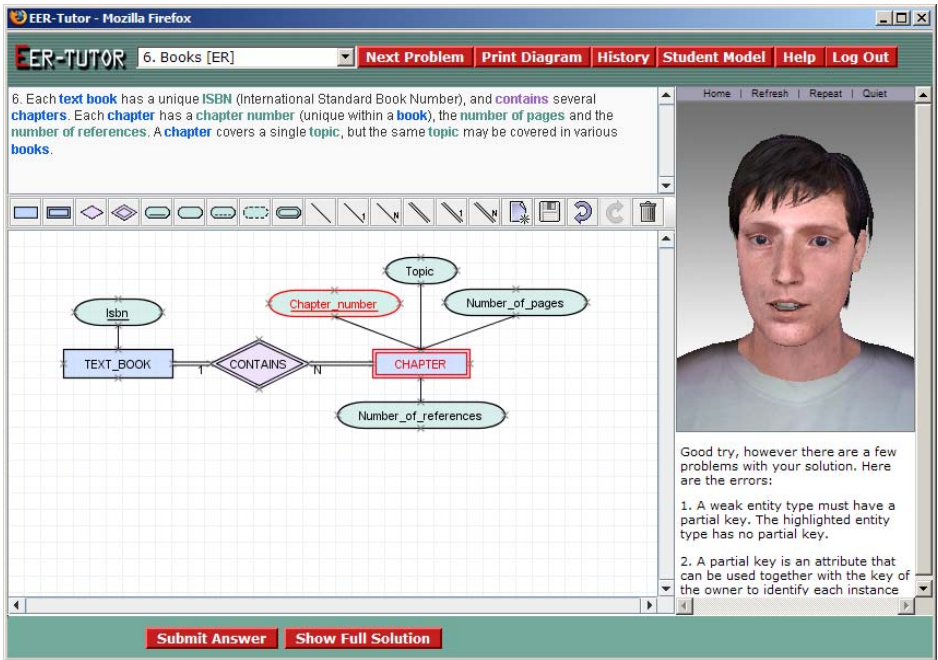 EER-Tutor - Mozilla Firefox
EER-TUTOR 6. Books [ER] Next Problem Print Diagram History Student Model Help Log Out
6. Each text book has a unique ISBN (International Standard Book Number), and contains several
chapters. Each chapter has a chapter number (unique within a book), the number of pages and the
number of references. A chapter covers a single topic, but the same topic may be covered in various
books.
Home | Refresh | Repeat | Quiet
1 N 1 N
Topic
Chapter_number
Number_of_pages
Isbn
TEXT_BOOK
1
CONTAINS
N
CHAPTER
Number_of_references
Good try, however there are a few
problems with your solution. Here
are the errors:
1. A weak entity type must have a
partial key. The highlighted entity
type has no partial key.
2. A partial key is an attribute that
can be used together with the key of
the owner to identify each instance
Submit Answer Show Full Solution